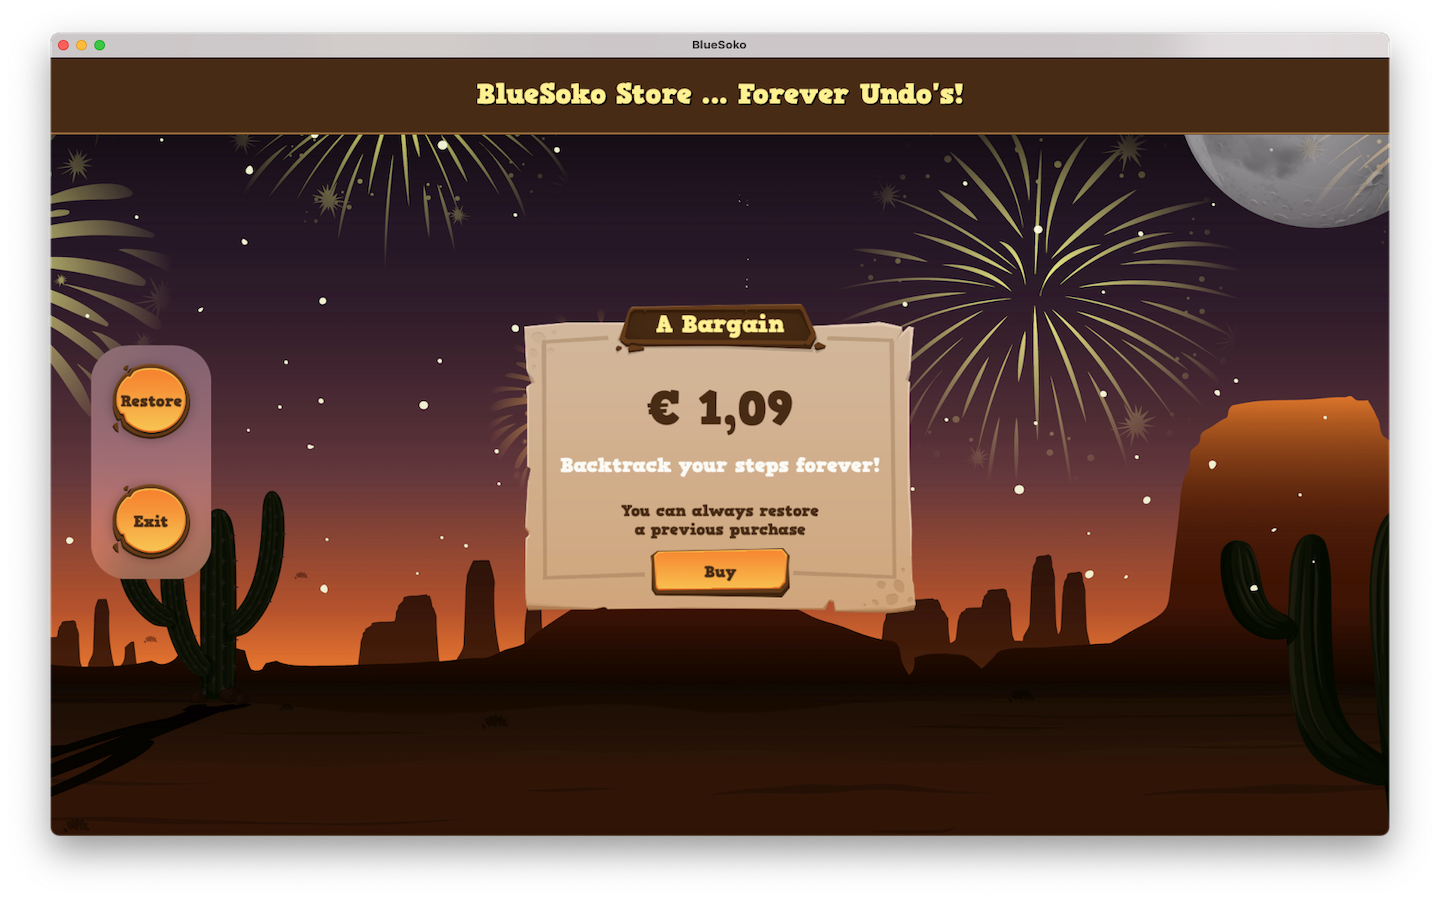 BlueSoko
BlueSoko Store ... Forever Undo's!
A Bargain
€ 1,09
Backtrack your steps forever!
You can always restore
a previous purchase
Buy
Restore
Exit